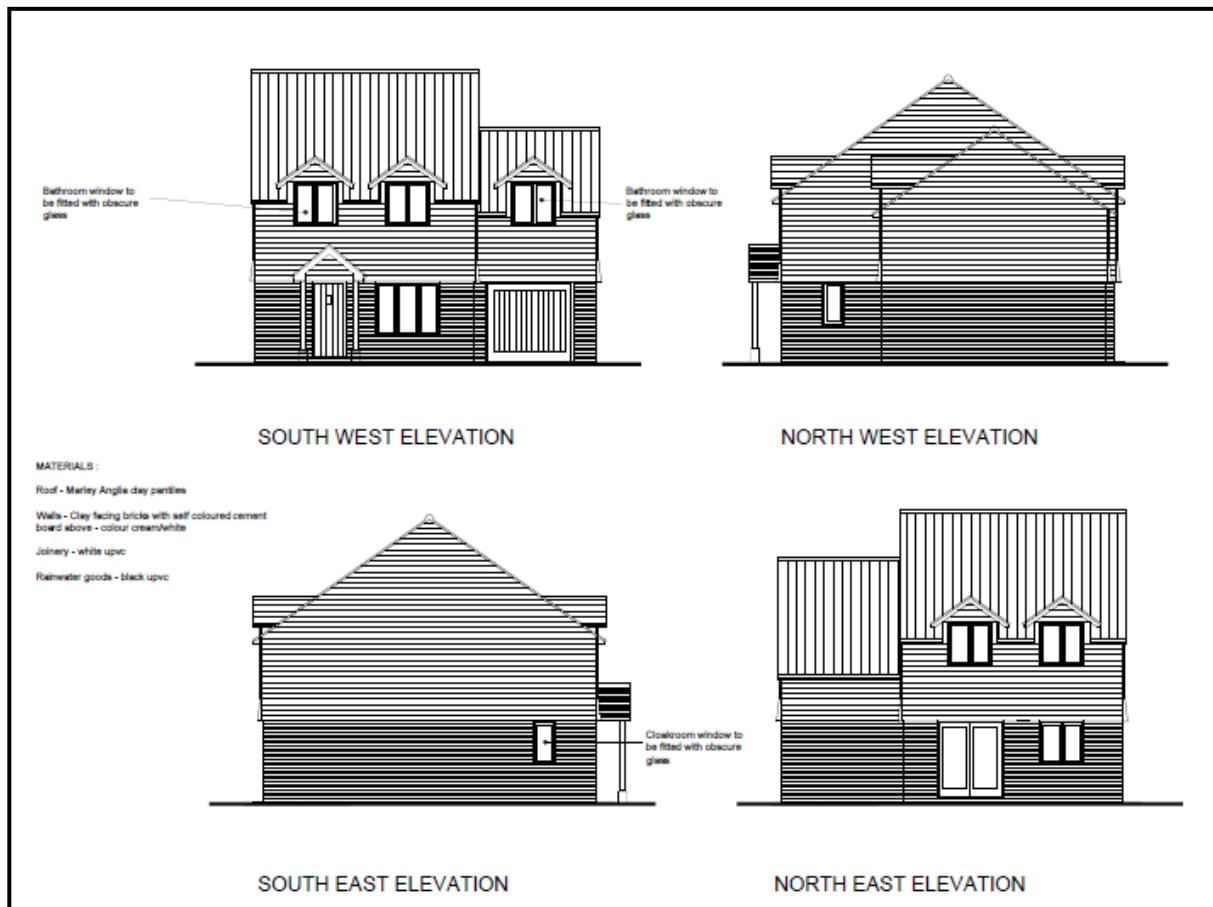 Bathroom window to
be fitted with obscure
glass
Bathroom window to
be fitted with obscure
glass
SOUTH WEST ELEVATION
NORTH WEST ELEVATION
MATERIALS :
Roof - Marley Anglia clay pantiles
Walls - Clay facing bricks with self coloured cement
board above - colour cream/white
Joinery - white upvc
Rainwater goods - black upvc
Cloakroom window to
be fitted with obscure
glass
SOUTH EAST ELEVATION
NORTH EAST ELEVATION